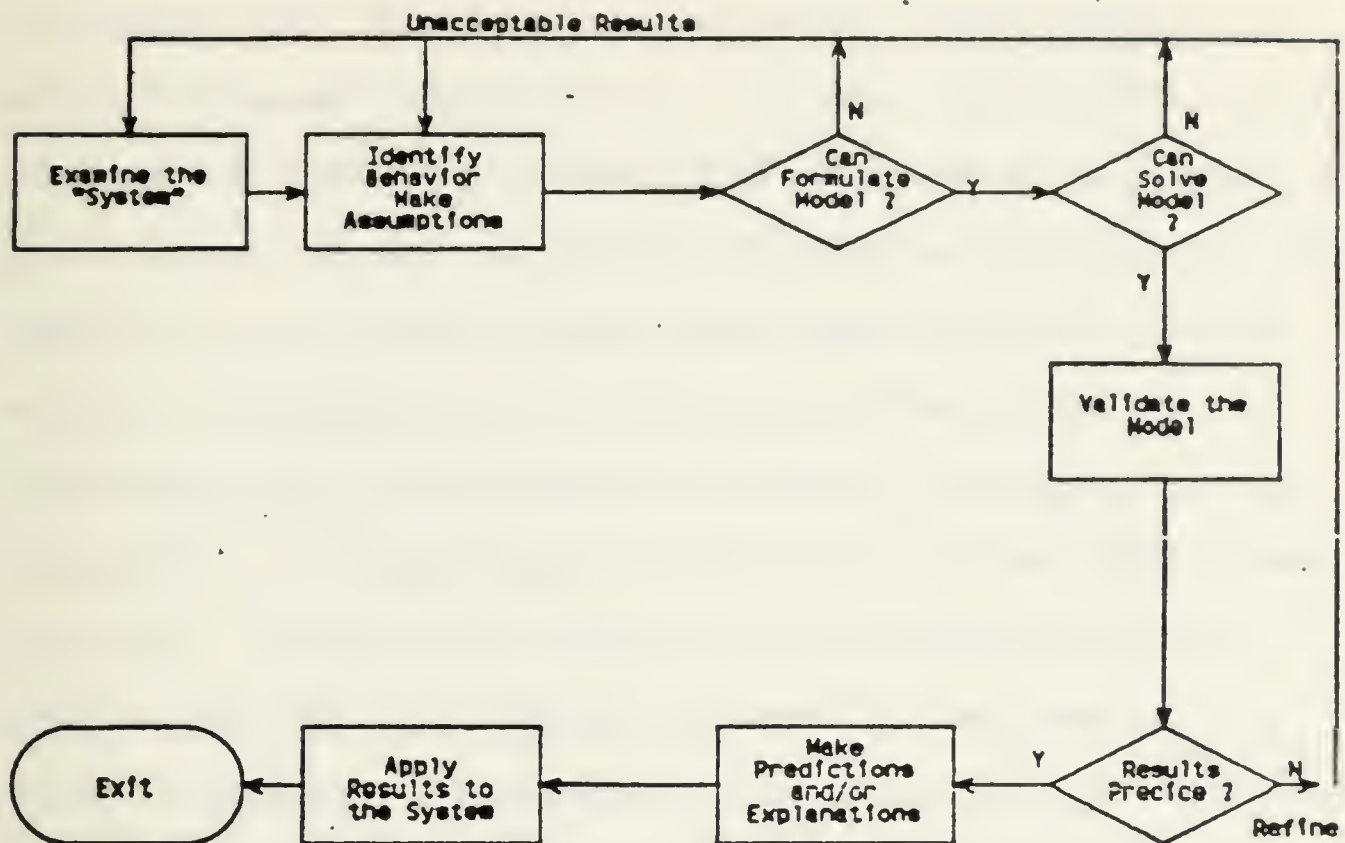 Unacceptable Results
Examine the
"System"
Identify
Behavior
Make
Assumptions
Can
Formulate
Model ?
N
Y
Can
Solve
Model
?
N
Y
Validate the
Model
Results
Precice ?
N
Refine
Y
Make
Predictions
and/or
Explanations
Apply
Results to
the System
Exit